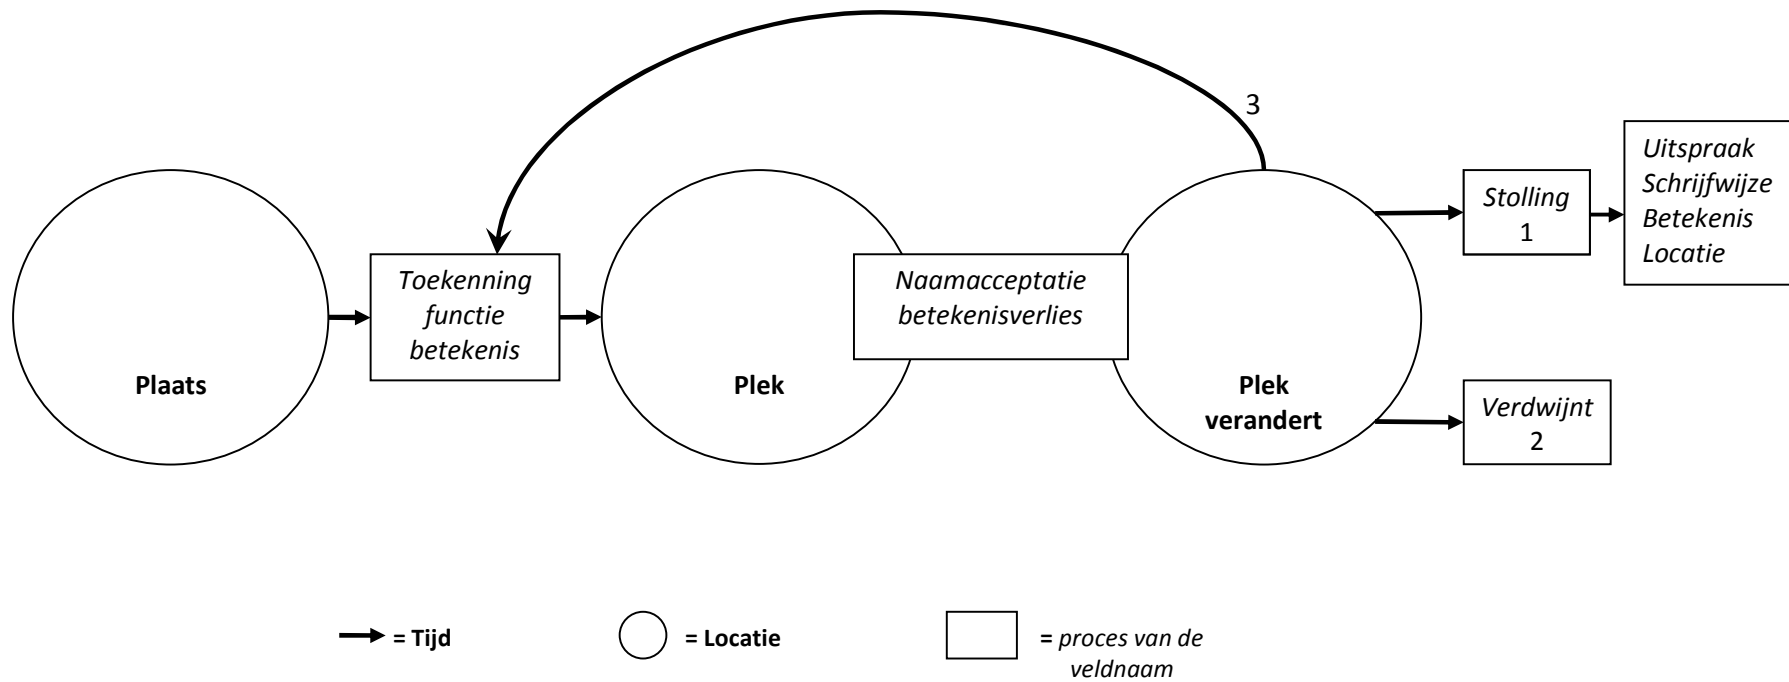 3
Plaats
Toekenning
functie
betekenis
Plek
Naamacceptatie
betekenisverlies
Plek
verandert
Stolling
1
Uitspraak
Schrijfwijze
Betekenis
Locatie
Verdwijnt
2
= Tijd
= Locatie
= proces van de
veldnaam